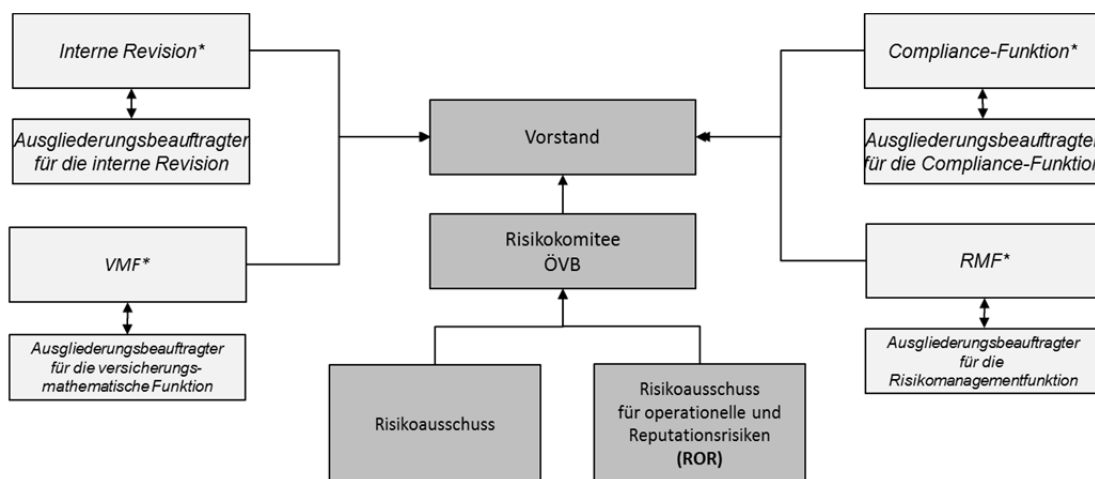 Interne Revision*
Ausgliederungsbeauftragter
für die interne Revision
VMF*
Ausgliederungsbeauftragter
für die versicherungs-
mathematische Funktion
Vorstand
Risikokomitee
ÖVB
Risikoausschuss
Risikoausschuss
für operationelle und
Reputationsrisiken
(ROR)
Compliance-Funktion*
Ausgliederungsbeauftragter
für die Compliance-Funktion
RMF*
Ausgliederungsbeauftragter
für die
Risikomanagementfunktion